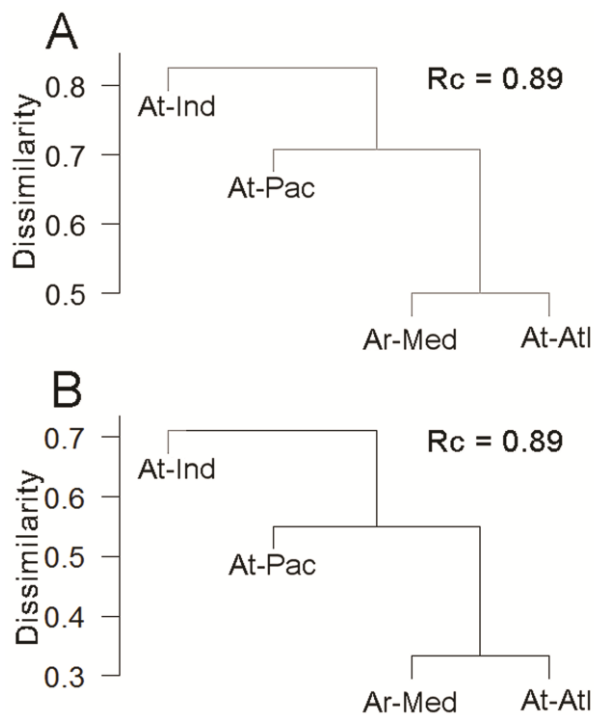 A
Rc = 0.89
Dissimilarity
0.8
0.7
0.6
0.5
At-Ind
At-Pac
Ar-Med
At-Atl
B
Rc = 0.89
Dissimilarity
0.7
0.6
0.5
0.4
0.3
At-Ind
At-Pac
Ar-Med
At-Atl